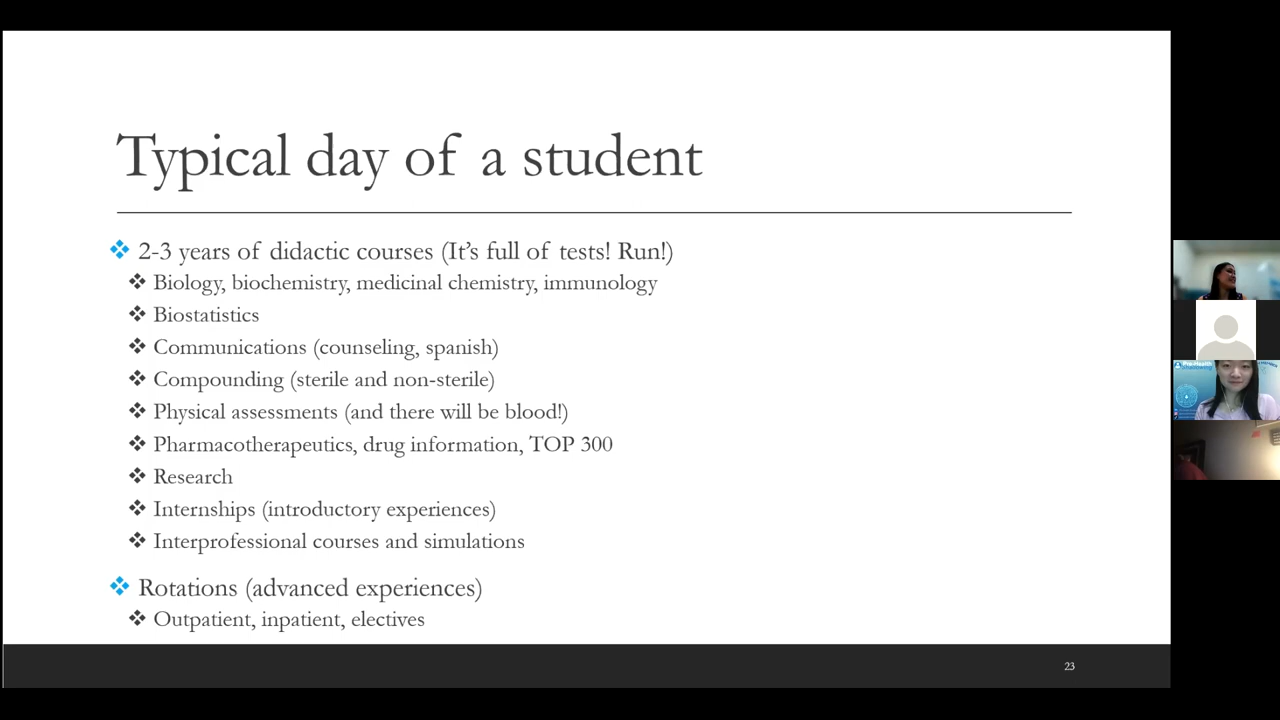 Typical day of a student
❖ 2-3 years of didactic courses (It's full of tests! Run!)
❖ Biology, biochemistry, medicinal chemistry, immunology
❖ Biostatistics
❖ Communications (counseling, spanish)
❖ Compounding (sterile and non-sterile)
❖ Physical assessments (and there will be blood!)
❖ Pharmacotherapeutics, drug information, TOP 300
❖ Research
❖ Internships (introductory experiences)
❖ Interprofessional courses and simulations
❖ Rotations (advanced experiences)
❖ Outpatient, inpatient, electives
23